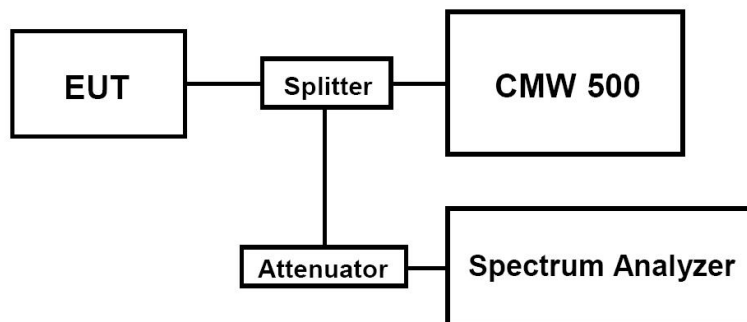 EUT
Splitter
CMW 500
Attenuator
Spectrum Analyzer